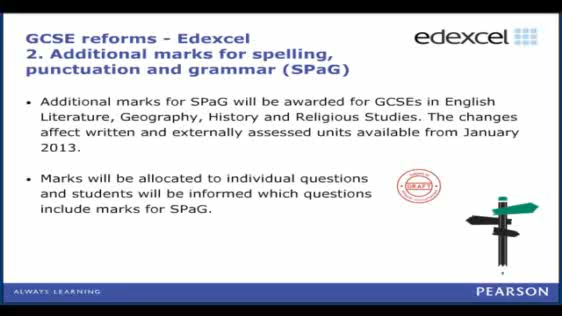 GCSE reforms - Edexcel
2. Additional marks for spelling,
punctuation and grammar (SPaG)
edexcel
• Additional marks for SPaG will be awarded for GCSEs in English
Literature, Geography, History and Religious Studies. The changes
affect written and externally assessed units available from January
2013.
• Marks will be allocated to individual questions
and students will be informed which questions
include marks for SPaG.
DRAFT
ALWAYS LEARNING
PEARSON